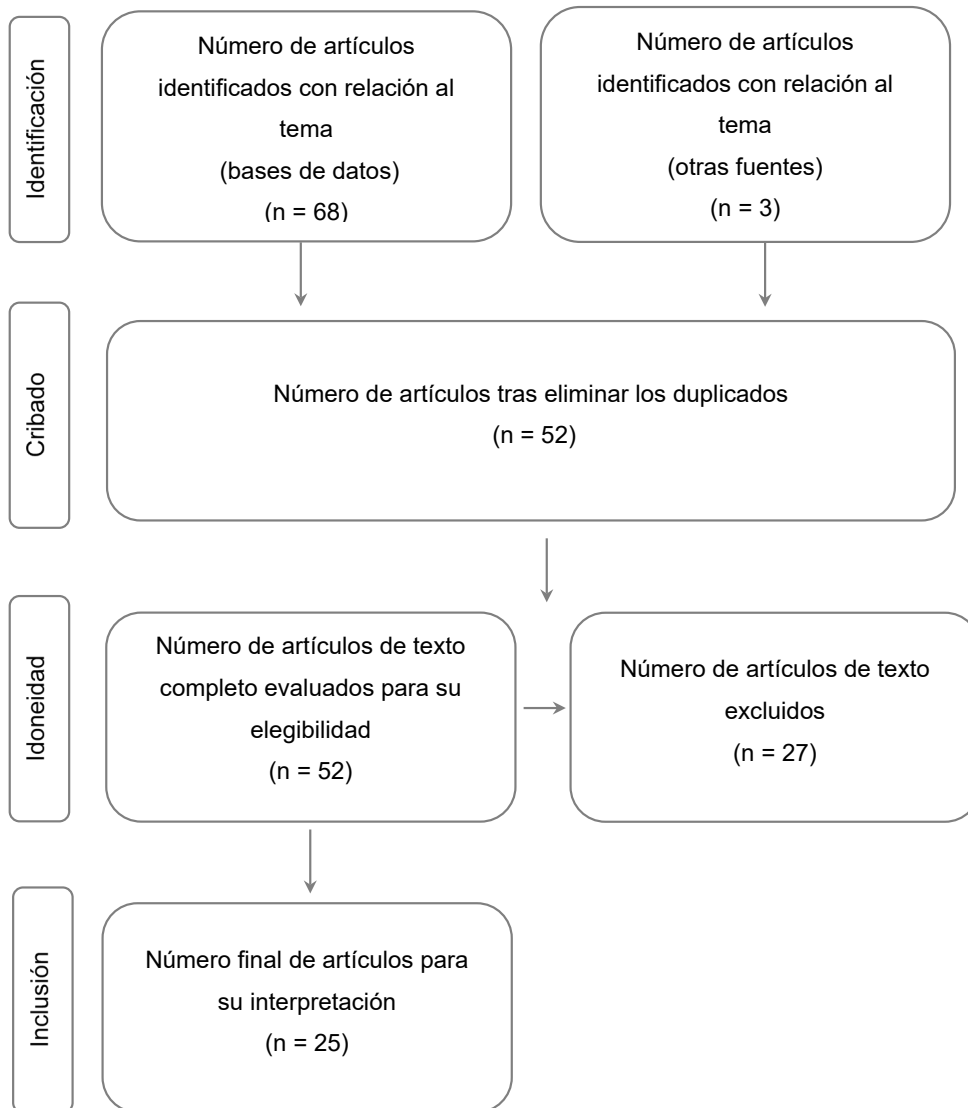 Identificación
Número de artículos
identificados con relación al
tema
(bases de datos)
(n = 68)
Número de artículos
identificados con relación al
tema
(otras fuentes)
(n = 3)
Cribado
Número de artículos tras eliminar los duplicados
(n = 52)
Idoneidad
Número de artículos de texto
completo evaluados para su
elegibilidad
(n = 52)
Número de artículos de texto
excluidos
(n = 27)
Inclusión
Número final de artículos para
su interpretación
(n = 25)